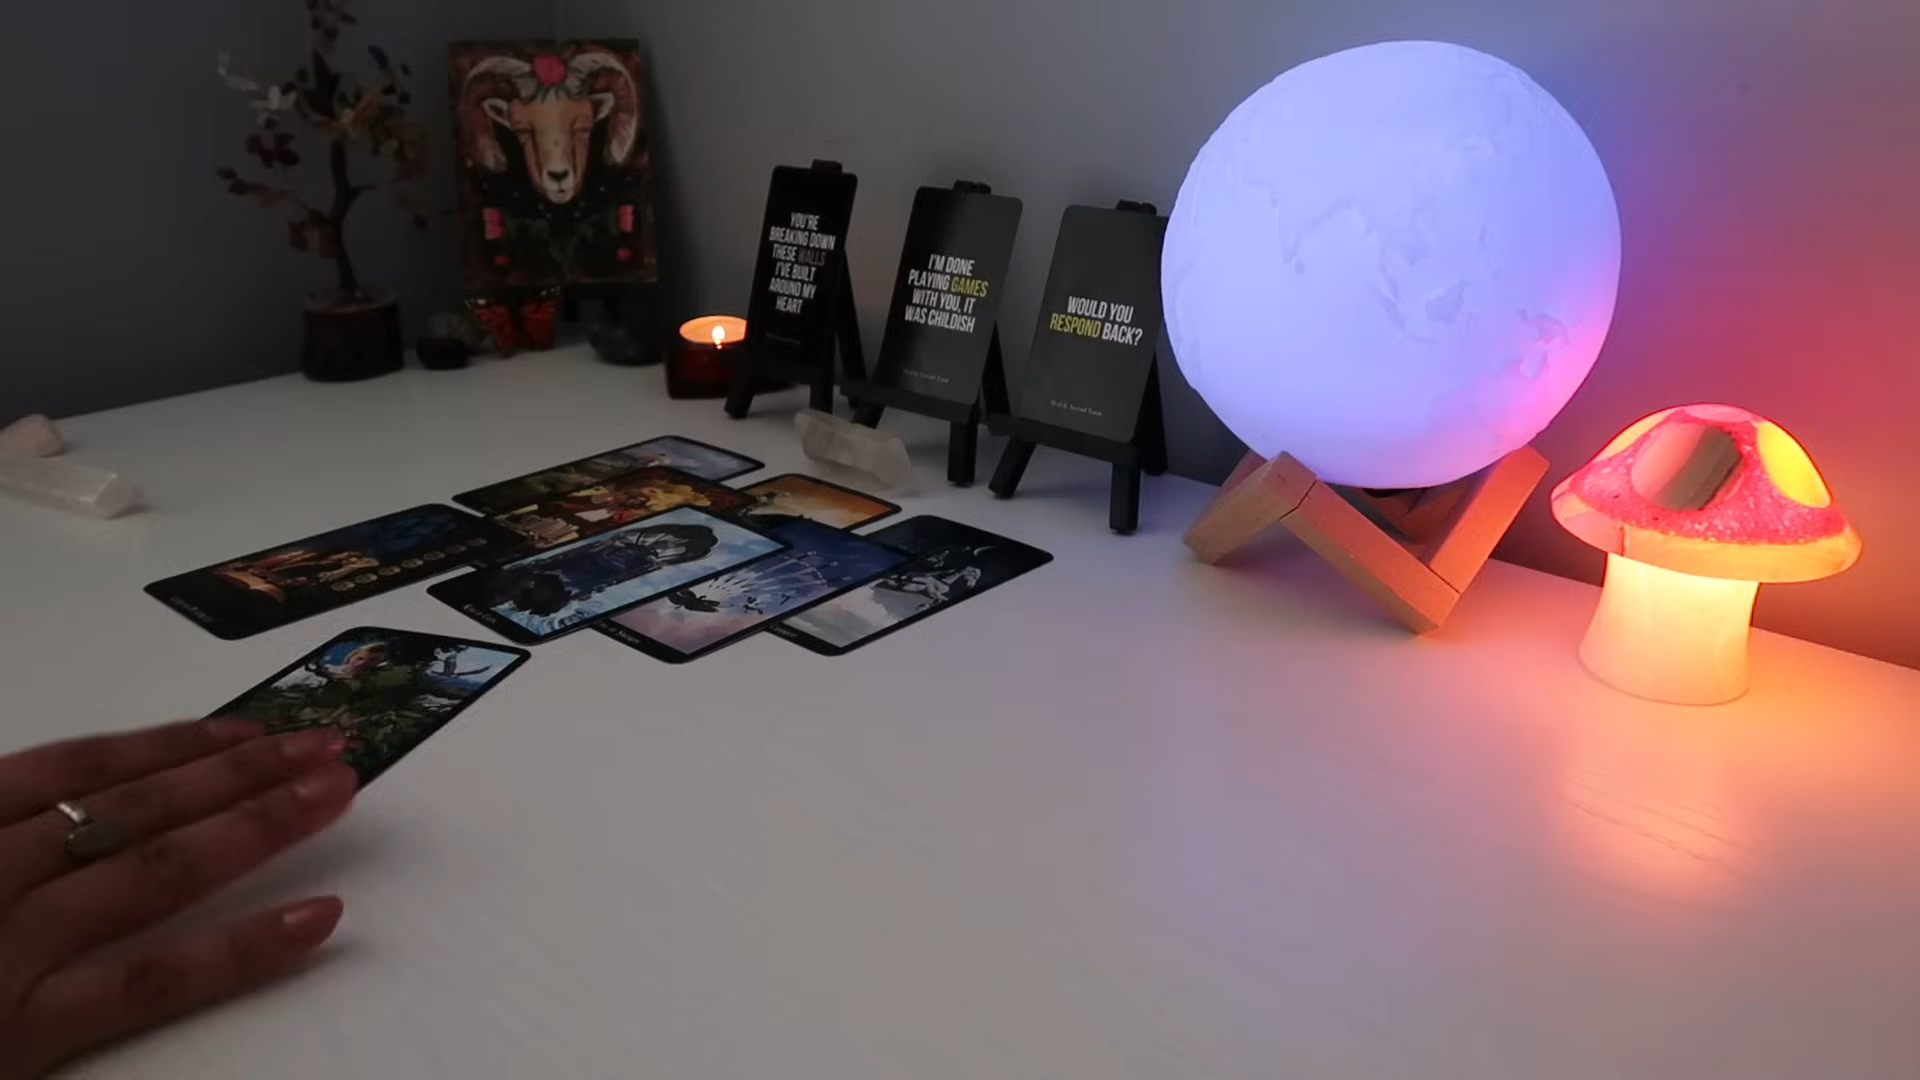 YOU'RE
BREAKING DOWN
THESE WALLS
I'VE BUILT
AROUND MY
HEART
I'M DONE
PLAYING GAMES
WITH YOU, IT
WAS CHILDISH
WOULD YOU
RESPOND BACK?